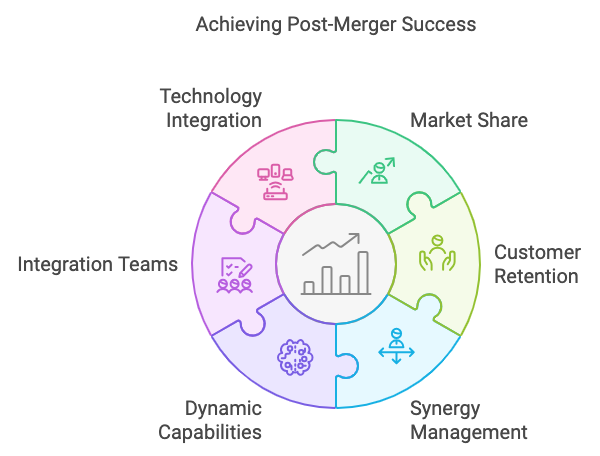 Achieving Post-Merger Success
Technology
Integration
Market Share
Integration Teams
Customer
Retention
Dynamic
Capabilities
Synergy
Management